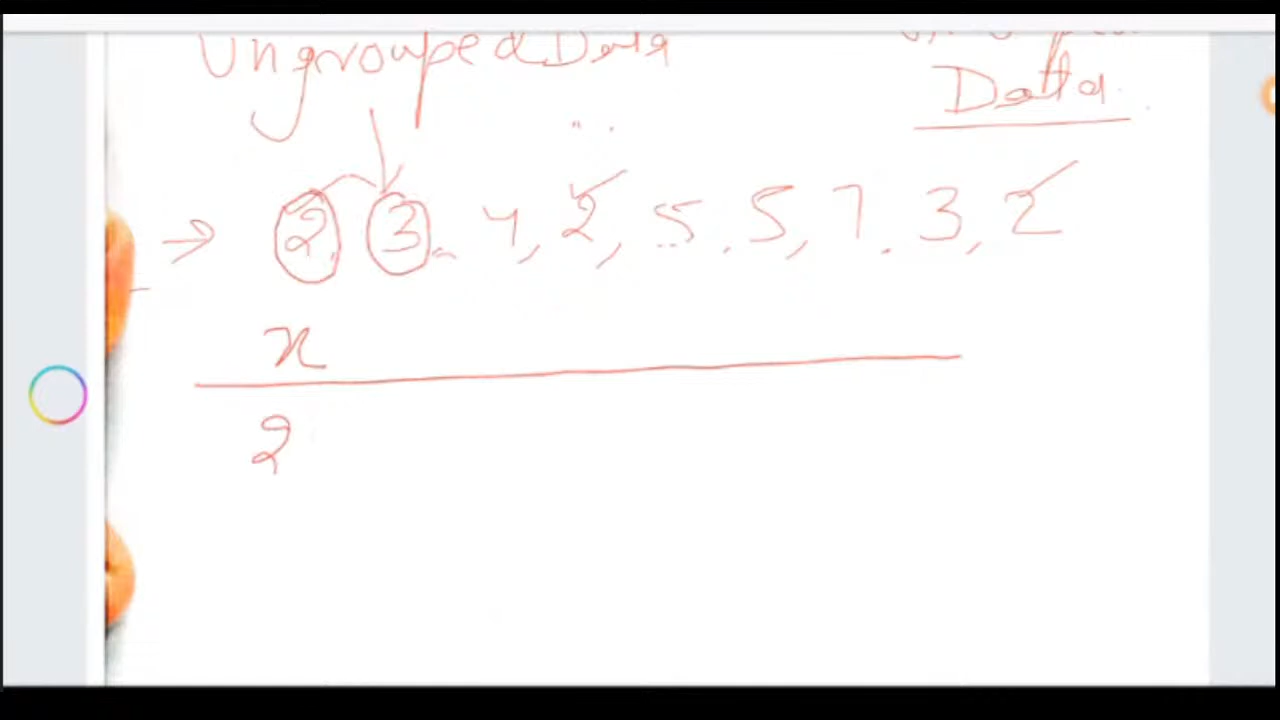 Ungrouped Data
Data
→ 2, 3, 4, 2, 5, 5, 7, 3, 2
x
2